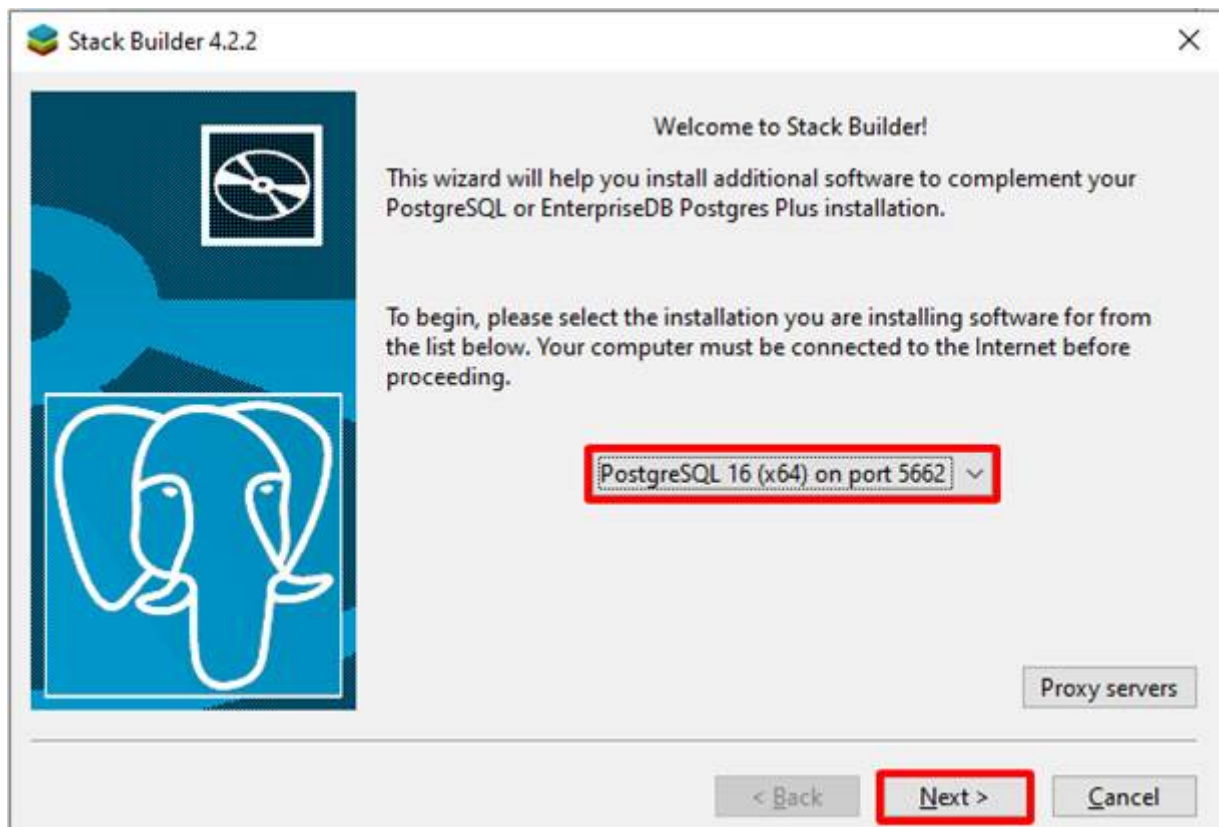 Stack Builder 4.2.2
Welcome to Stack Builder!
This wizard will help you install additional software to complement your
PostgreSQL or EnterpriseDB Postgres Plus installation.
To begin, please select the installation you are installing software for from
the list below. Your computer must be connected to the Internet before
proceeding.
PostgreSQL 16 (x64) on port 5662
Proxy servers
< Back
Next >
Cancel